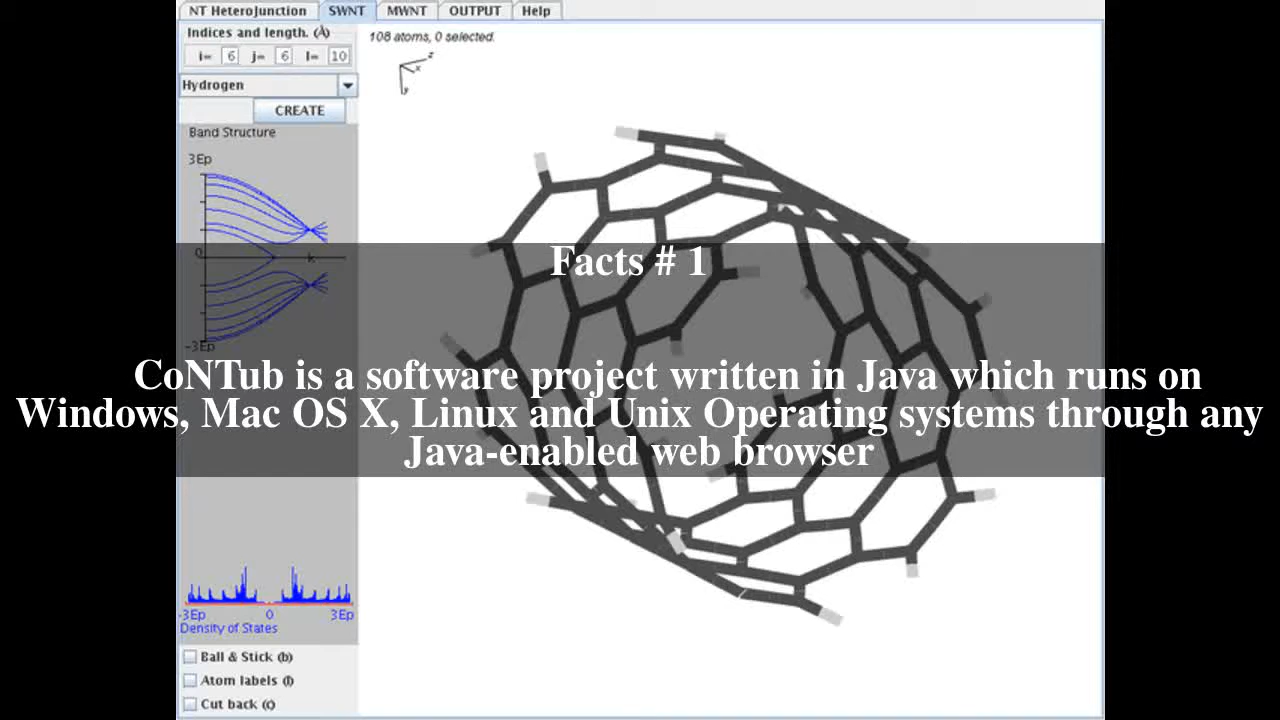 NT HeteroJunction SWNT MWNT OUTPUT Help
Indices and length. (Å)
i= 6 j= 6 l= 10
Hydrogen
CREATE
108 atoms, 0 selected.
z
x
y
Band Structure
3Ep
0
k
-3Ep
Facts # 1
CoNTub is a software project written in Java which runs on
Windows, Mac OS X, Linux and Unix Operating systems through any
Java-enabled web browser
-3Ep 0 3Ep
Density of States
Ball & Stick (b)
Atom labels (l)
Cut back (c)